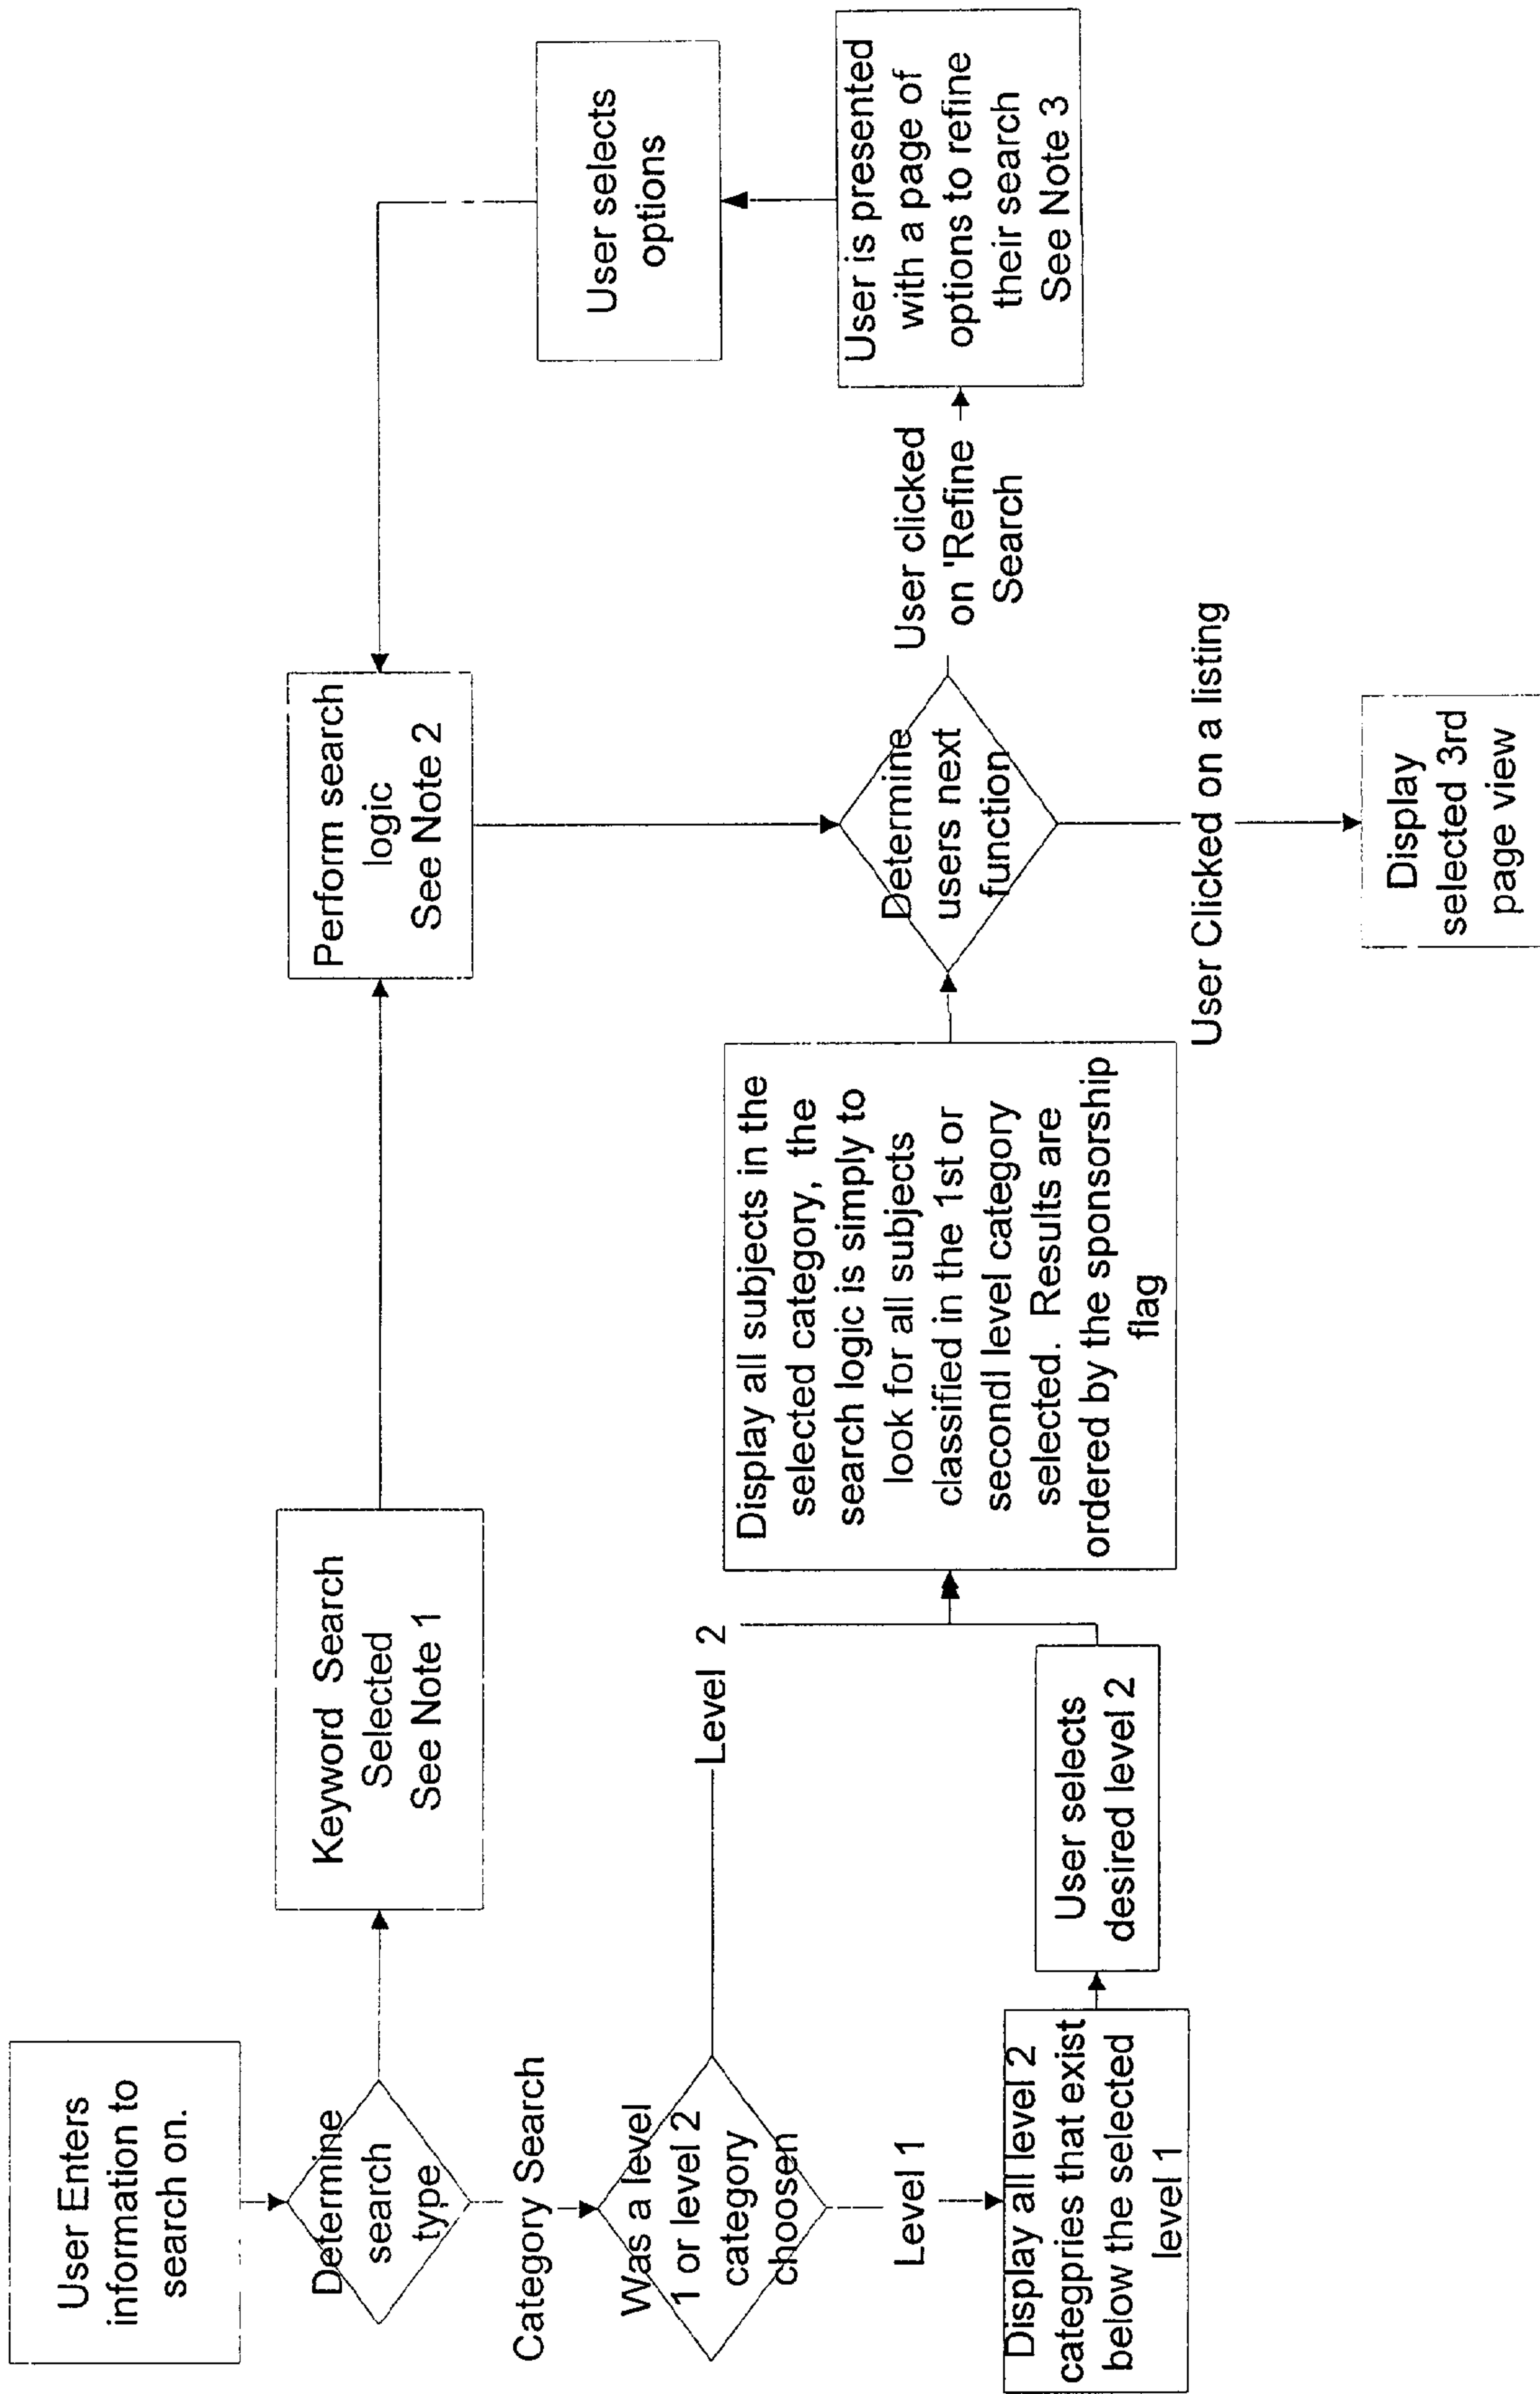 User Enters
information to
search on.
Determine
search
type
Keyword Search
Selected
See Note 1
Perform search
logic
See Note 2
User selects
options
Category Search
Was a level
1 or level 2
category
choosen
Level 2
Level 1
Display all level 2
categpries that exist
below the selected
level 1
User selects
desired level 2
Display all subjects in the
selected category, the
search logic is simply to
look for all subjects
classified in the 1st or
secondl level category
selected. Results are
ordered by the sponsorship
flag
Determine
users next
function
User clicked
on 'Refine
Search
User is presented
with a page of
options to refine
their search
See Note 3
User Clicked on a listing
Display
selected 3rd
page view